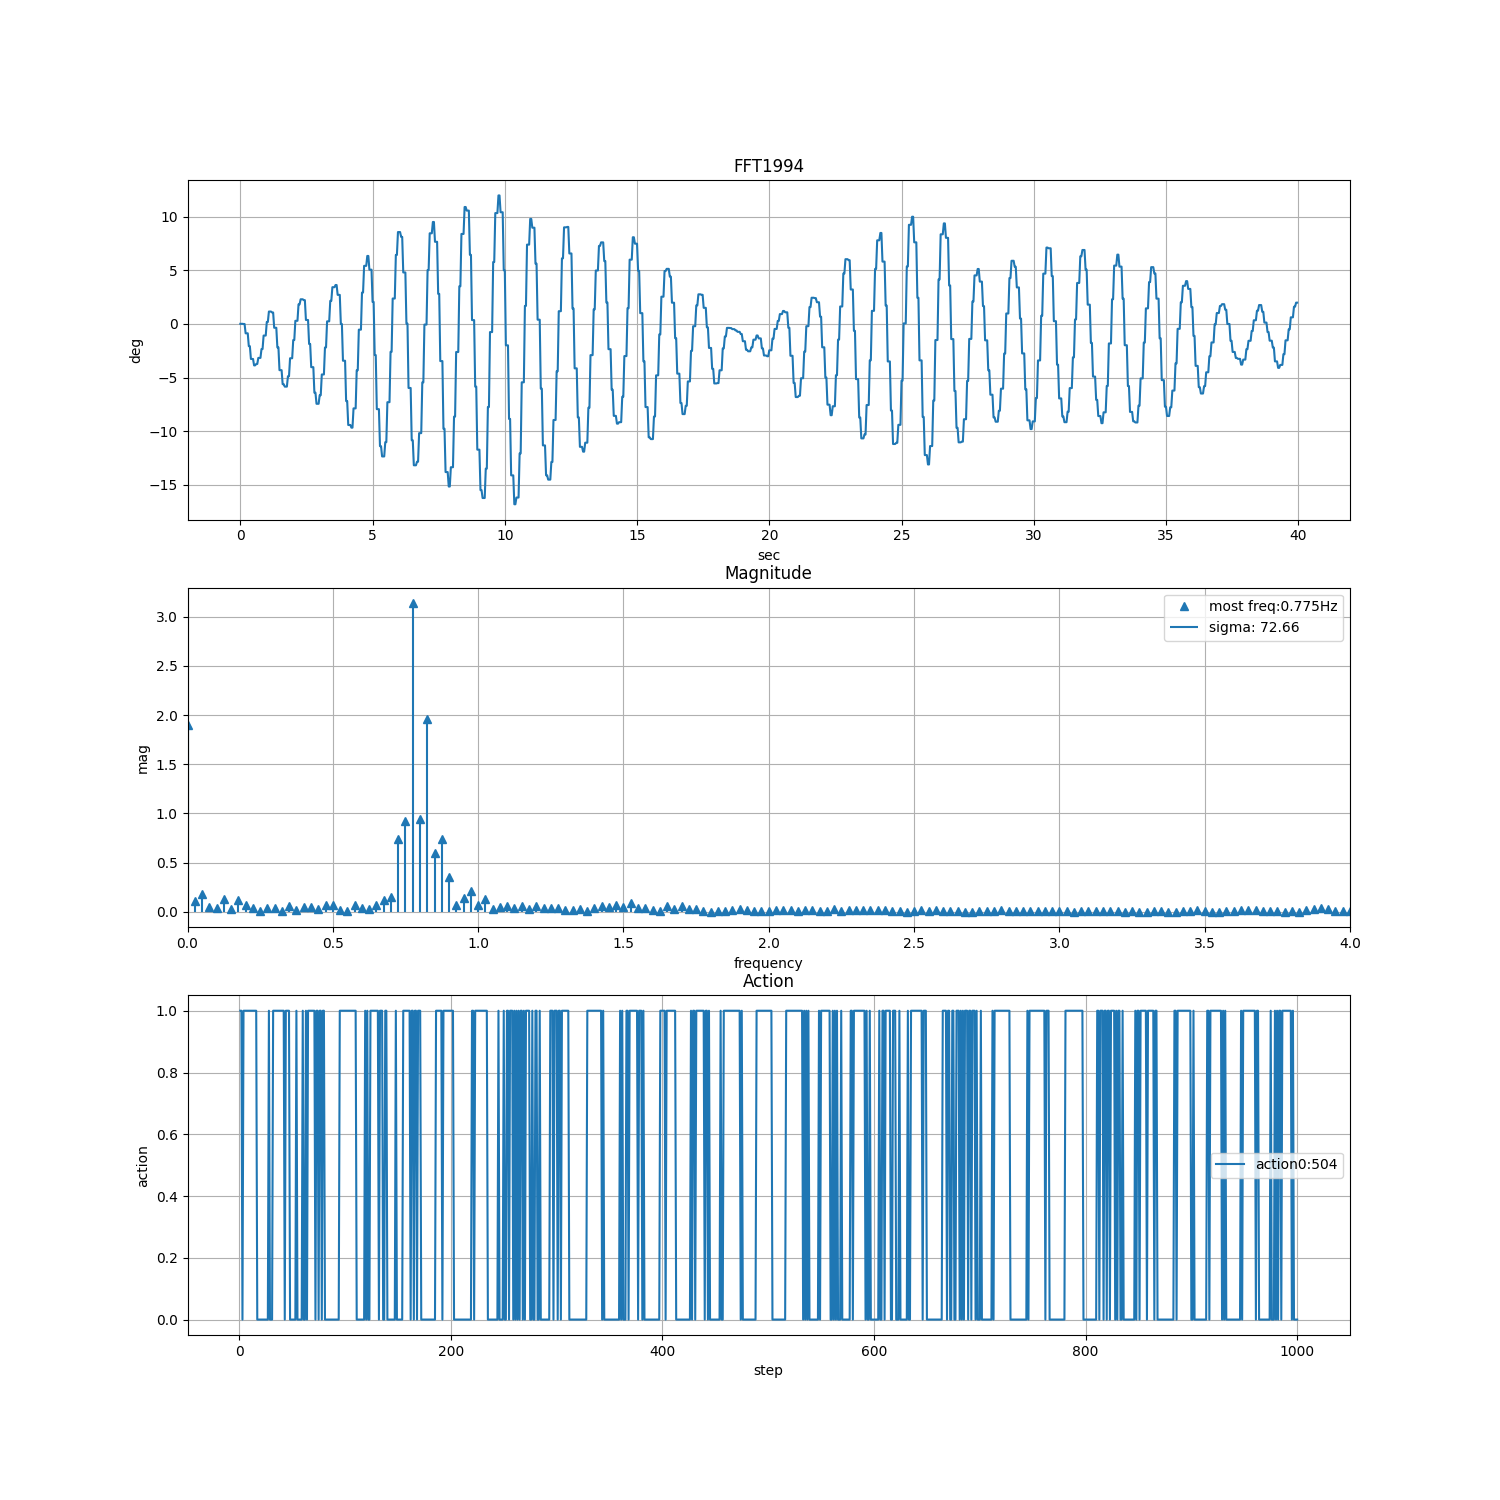 FFT1994
10
5
0
−5
−10
−15
deg
0 5 10 15 20 25 30 35 40
sec
Magnitude
most freq:0.775Hz
sigma: 72.66
3.0
2.5
2.0
1.5
1.0
0.5
0.0
mag
0.0 0.5 1.0 1.5 2.0 2.5 3.0 3.5 4.0
frequency
Action
1.0
0.8
0.6
0.4
0.2
0.0
action
action0:504
0 200 400 600 800 1000
step